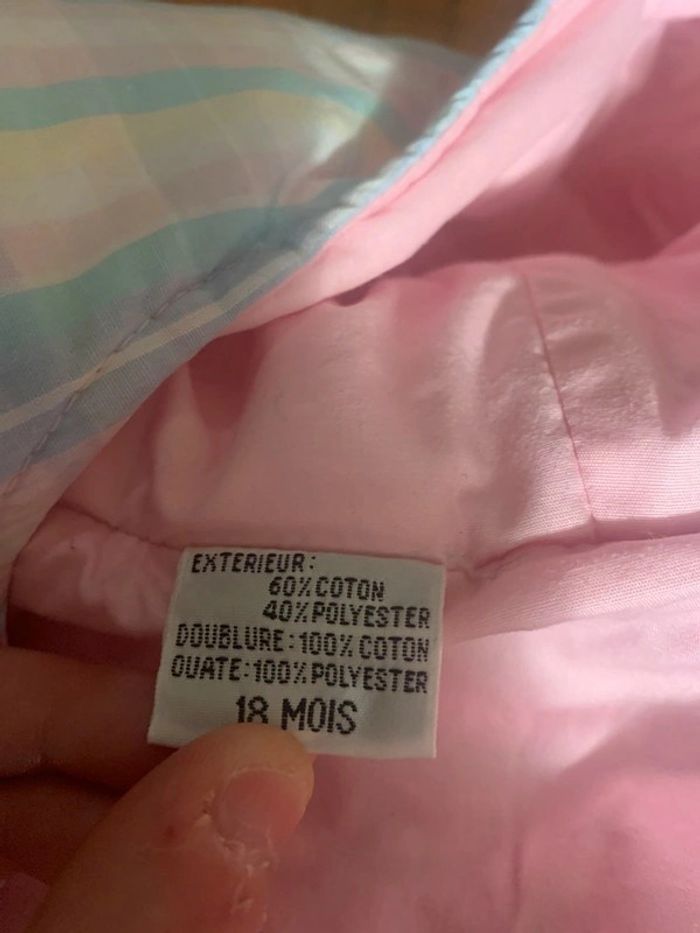 EXTERIEUR:
60% COTON
40% POLYESTER
DOUBLURE: 100% COTON
OUATE: 100% POLYESTER
18 MOIS